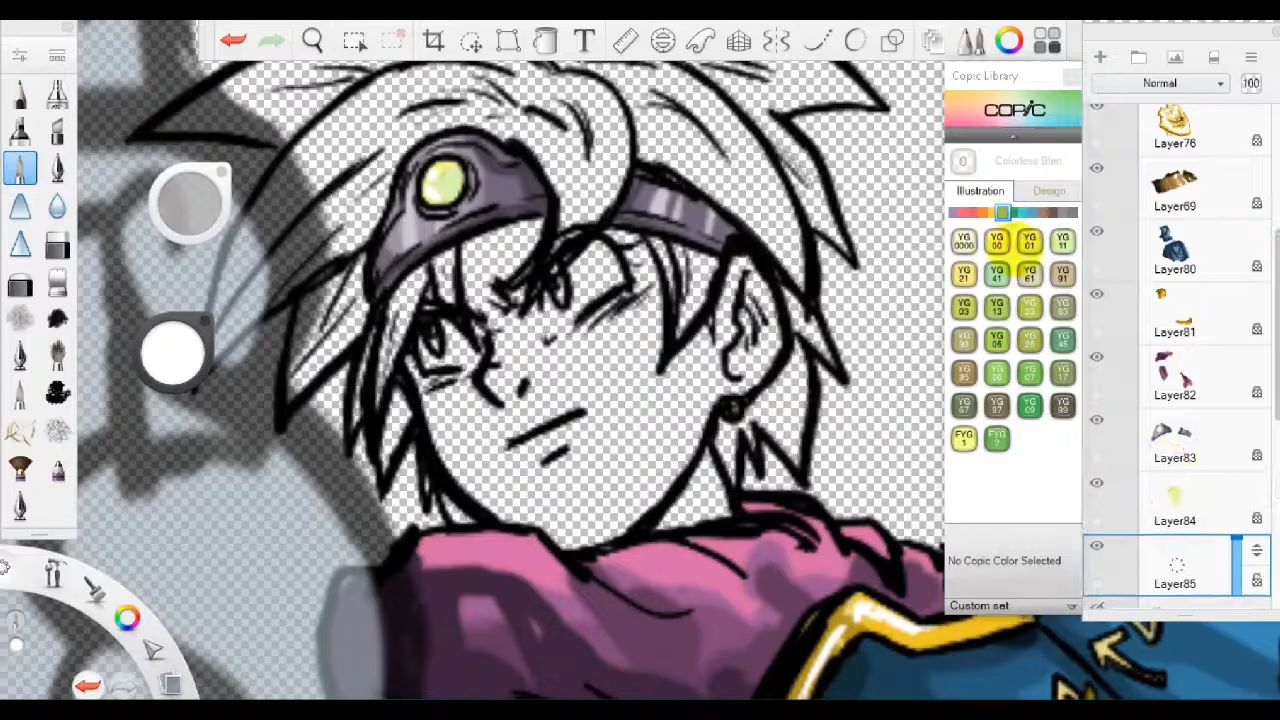 Normal
100
Copic Library
COPIC
0 Colorless Blen
Illustration Design
YG 0000 YG 00 YG 01 YG 11
YG 21 YG 41 YG 61 YG 91
YG 03 YG 13 YG 23 YG 63
YG 93 YG 05 YG 25 YG 45
YG 95 YG 06 YG 07 YG 17
YG 67 YG 97 YG 09 YG 99
FYG 1 FYG 2
No Copic Color Selected
Custom set
Layer76
Layer69
Layer80
Layer81
Layer82
Layer83
Layer84
Layer85